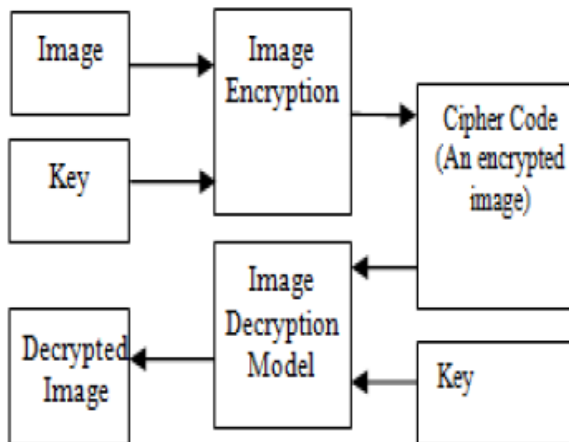 Image
Image
Encryption
Cipher Code
(An encrypted
image)
Key
Image
Decryption
Model
Decrypted
Image
Key